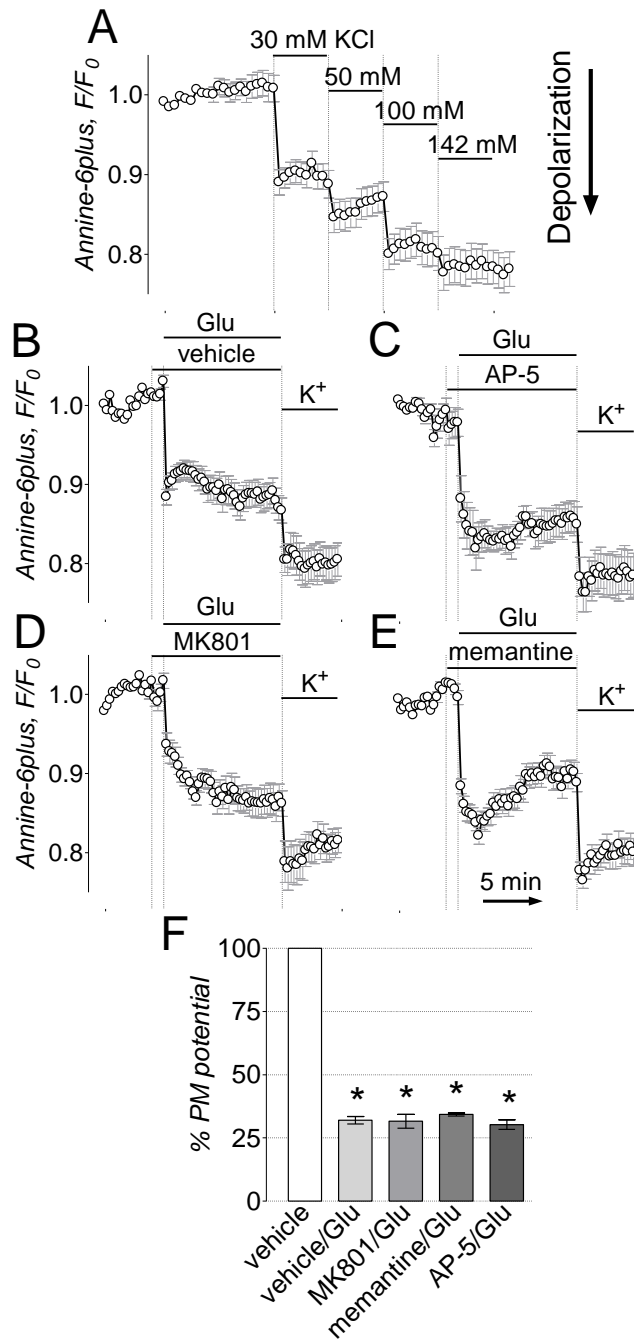 A
30 mM KCl
50 mM
100 mM
142 mM
Annine-6plus, F/F0
1.0
0.9
0.8
Depolarization
B
Glu
vehicle
K+
Annine-6plus, F/F0
1.0
0.9
0.8
C
Glu
AP-5
K+
D
Glu
MK801
K+
Annine-6plus, F/F0
1.0
0.9
0.8
E
Glu
memantine
K+
5 min
F
% PM potential
100
75
50
25
0
* * * *
vehicle
vehicle/Glu
MK801/Glu
memantine/Glu
AP-5/Glu